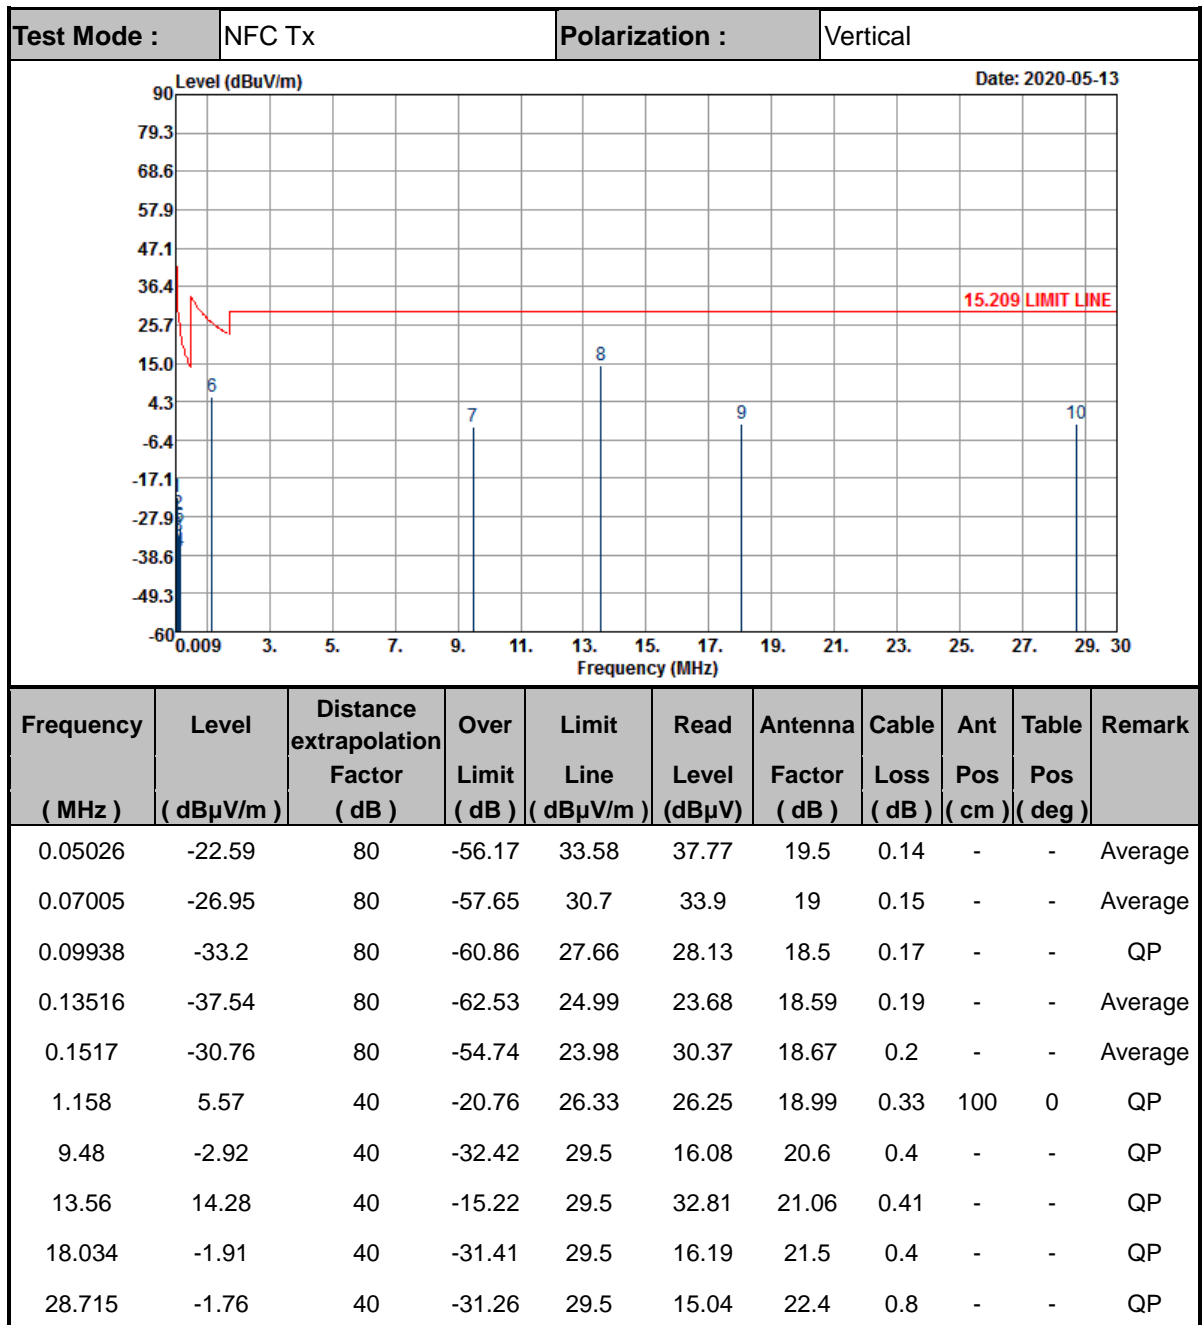 Test Mode : NFC Tx Polarization : Vertical
Level (dBuV/m) Date: 2020-05-13
90
79.3
68.6
57.9
47.1
36.4
25.7
15.0
4.3
-6.4
-17.1
-27.9
-38.6
-49.3
-60
15.209 LIMIT LINE
6
7
8
9
10
0.009 3. 5. 7. 9. 11. 13. 15. 17. 19. 21. 23. 25. 27. 29. 30
Frequency (MHz)
Frequency Level Distance extrapolation Over Limit Read Antenna Cable Ant Table Remark
Factor Limit Line Level Factor Loss Pos Pos
( MHz ) ( dBµV/m ) ( dB ) ( dB ) ( dBµV/m ) (dBµV) ( dB ) ( dB ) ( cm ) ( deg )
0.05026 -22.59 80 -56.17 33.58 37.77 19.5 0.14 - - Average
0.07005 -26.95 80 -57.65 30.7 33.9 19 0.15 - - Average
0.09938 -33.2 80 -60.86 27.66 28.13 18.5 0.17 - - QP
0.13516 -37.54 80 -62.53 24.99 23.68 18.59 0.19 - - Average
0.1517 -30.76 80 -54.74 23.98 30.37 18.67 0.2 - - Average
1.158 5.57 40 -20.76 26.33 26.25 18.99 0.33 100 0 QP
9.48 -2.92 40 -32.42 29.5 16.08 20.6 0.4 - - QP
13.56 14.28 40 -15.22 29.5 32.81 21.06 0.41 - - QP
18.034 -1.91 40 -31.41 29.5 16.19 21.5 0.4 - - QP
28.715 -1.76 40 -31.26 29.5 15.04 22.4 0.8 - - QP